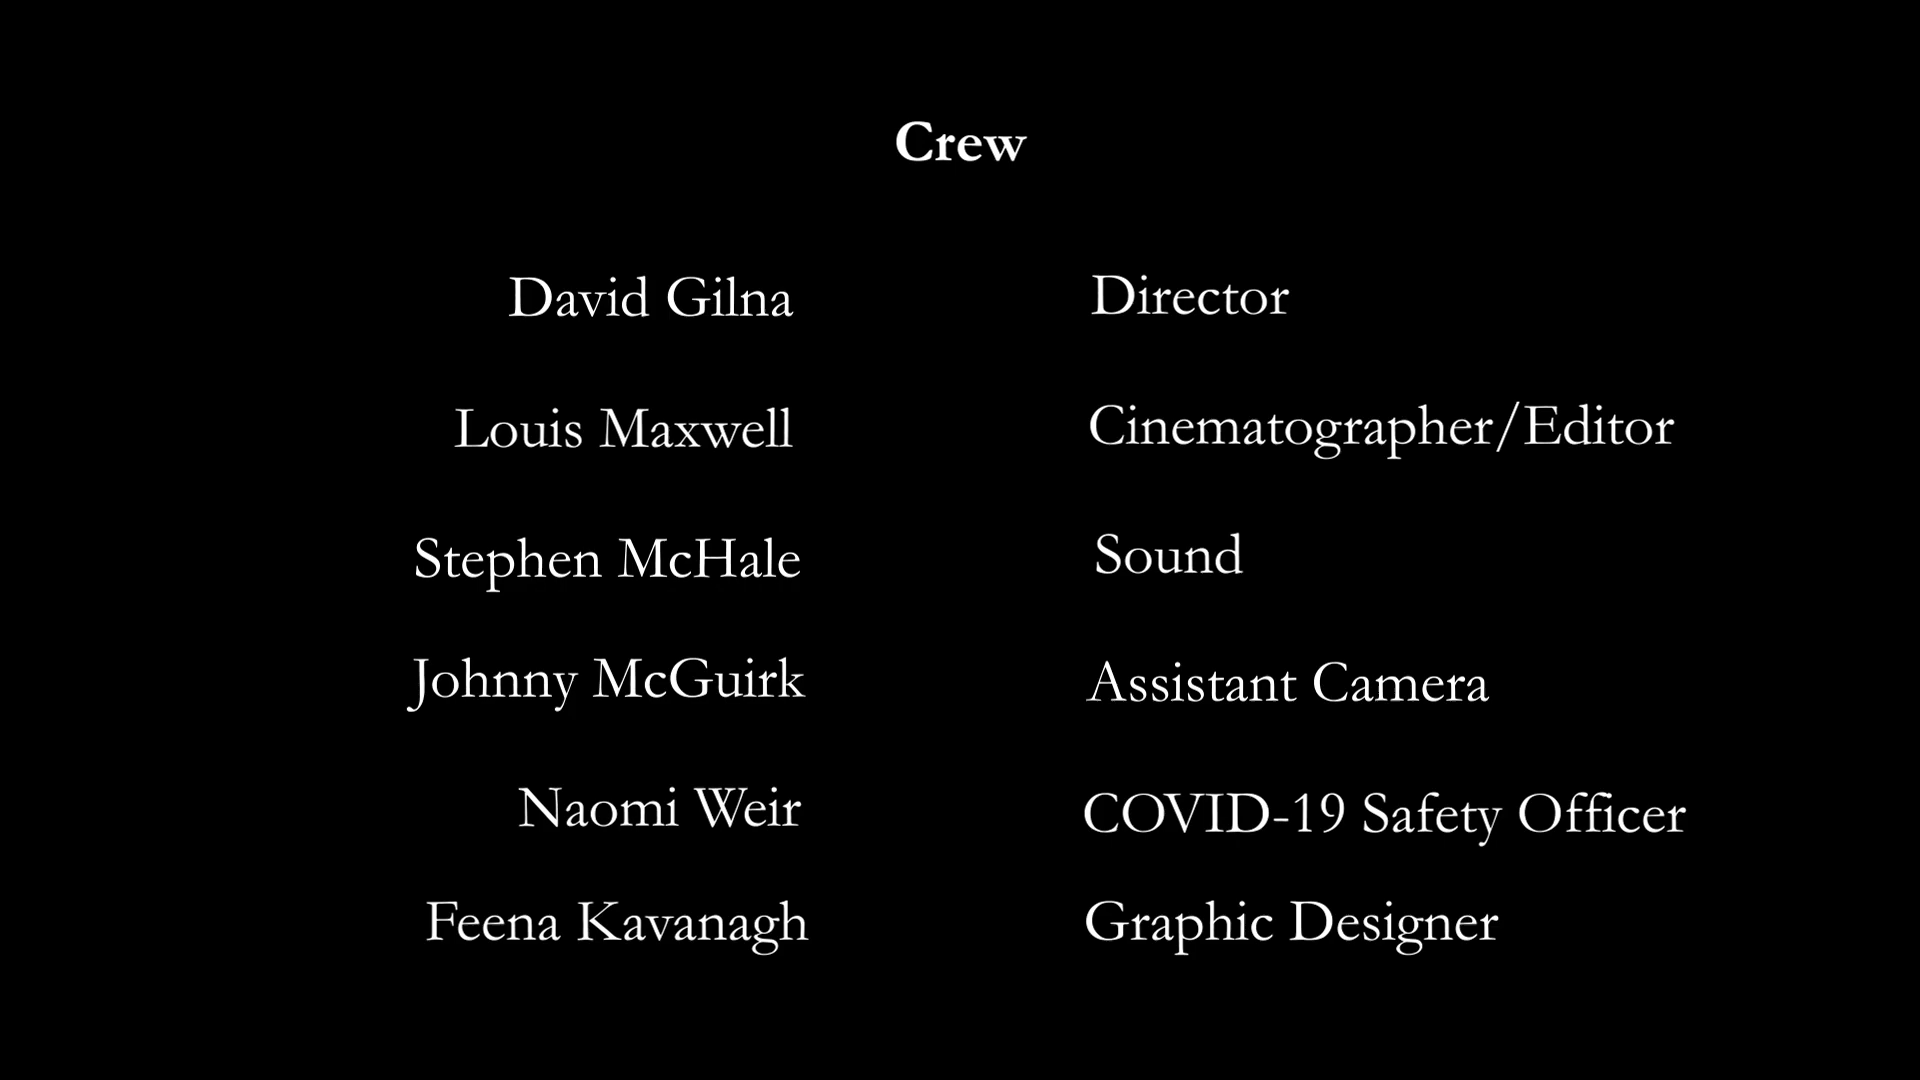 Crew
David Gilna Director
Louis Maxwell Cinematographer/Editor
Stephen McHale Sound
Johnny McGuirk Assistant Camera
Naomi Weir COVID-19 Safety Officer
Feena Kavanagh Graphic Designer